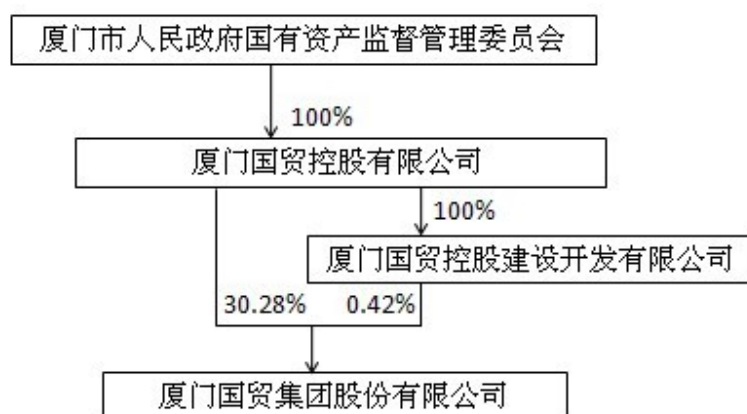 厦门市人民政府国有资产监督管理委员会
100%
厦门国贸控股有限公司
100%
厦门国贸控股建设开发有限公司
30.28% 0.42%
厦门国贸集团股份有限公司